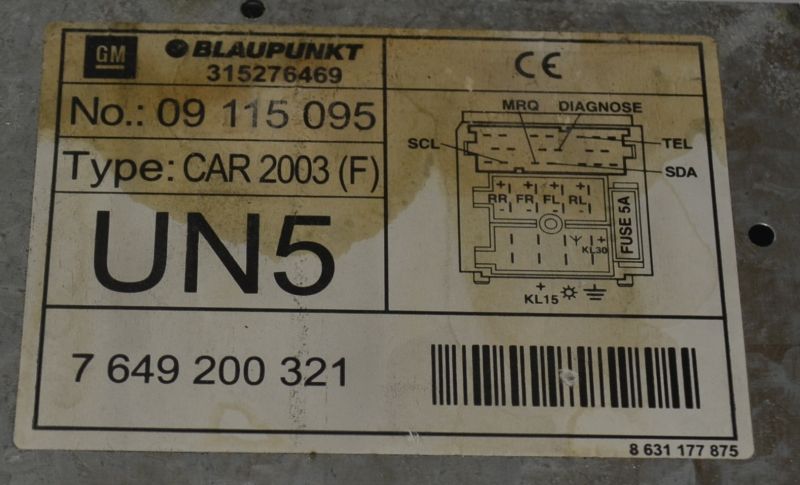 GM BLAUPUNKT
315276469
No.: 09 115 095
Type: CAR 2003 (F)
UN5
7 649 200 321
CE
MRQ DIAGNOSE
SCL TEL
SDA
+ + + +
RR FR FL RL
- - - -
FUSE 5A
+
KL30
+
KL15
8 631 177 875